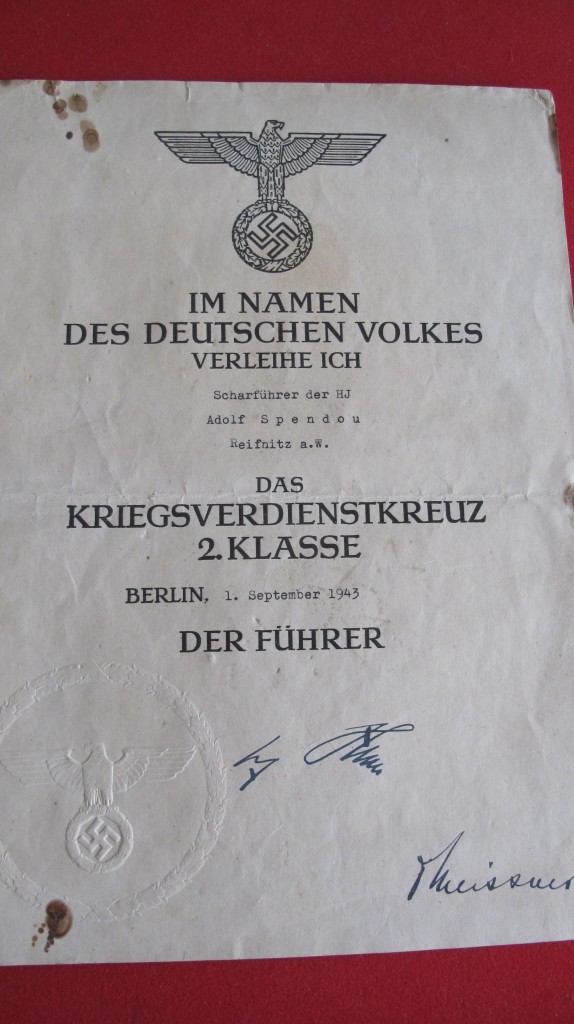 IM NAMEN
DES DEUTSCHEN VOLKES
VERLEIHE ICH
Scharführer der HJ
Adolf S p e n d o u
Reifnitz a.W.
DAS
KRIEGSVERDIENSTKREUZ
2. KLASSE
BERLIN, 1. September 1943
DER FÜHRER
Meissner